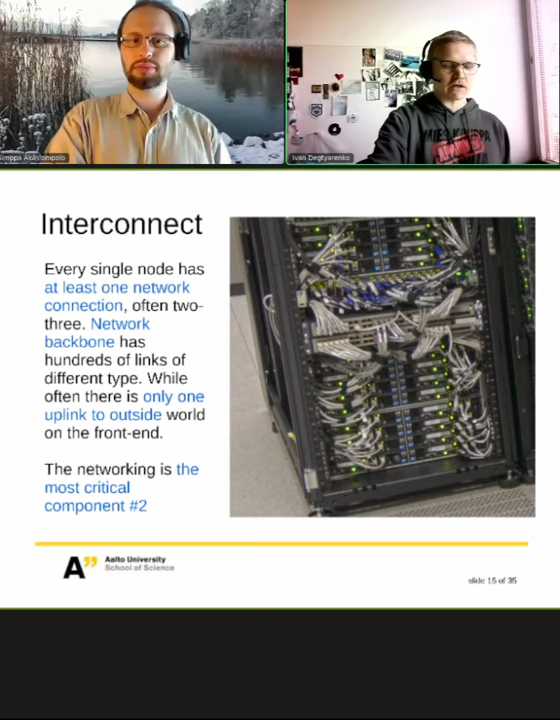 Simppa Äkäslompolo
Ivan Degtyarenko
Interconnect
Every single node has
at least one network
connection, often two-
three. Network
backbone has
hundreds of links of
different type. While
often there is only one
uplink to outside world
on the front-end.
The networking is the
most critical
component #2
A”
Aalto University
School of Science
slide 15 of 35